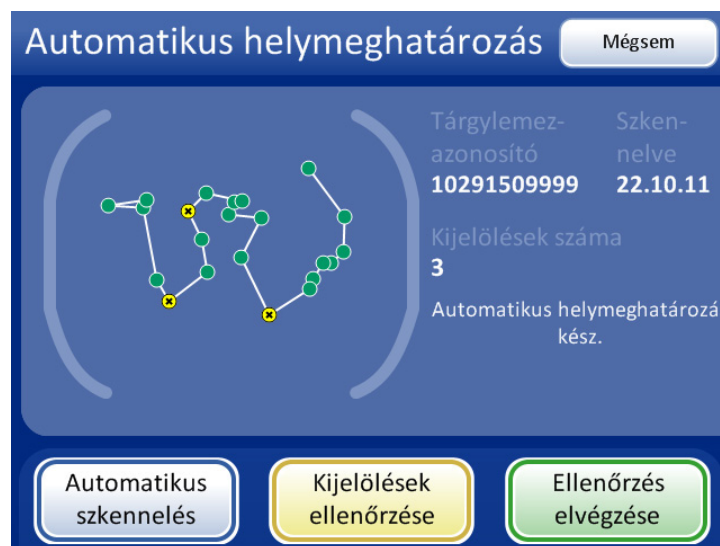 Automatikus helymeghatározás
Mégsem
Tárgylemez-
azonosító
10291509999
Szken-
nelve
22.10.11
Kijelölések száma
3
Automatikus helymeghatározá
kész.
Automatikus
szkennelés
Kijelölések
ellenőrzése
Ellenőrzés
elvégzése